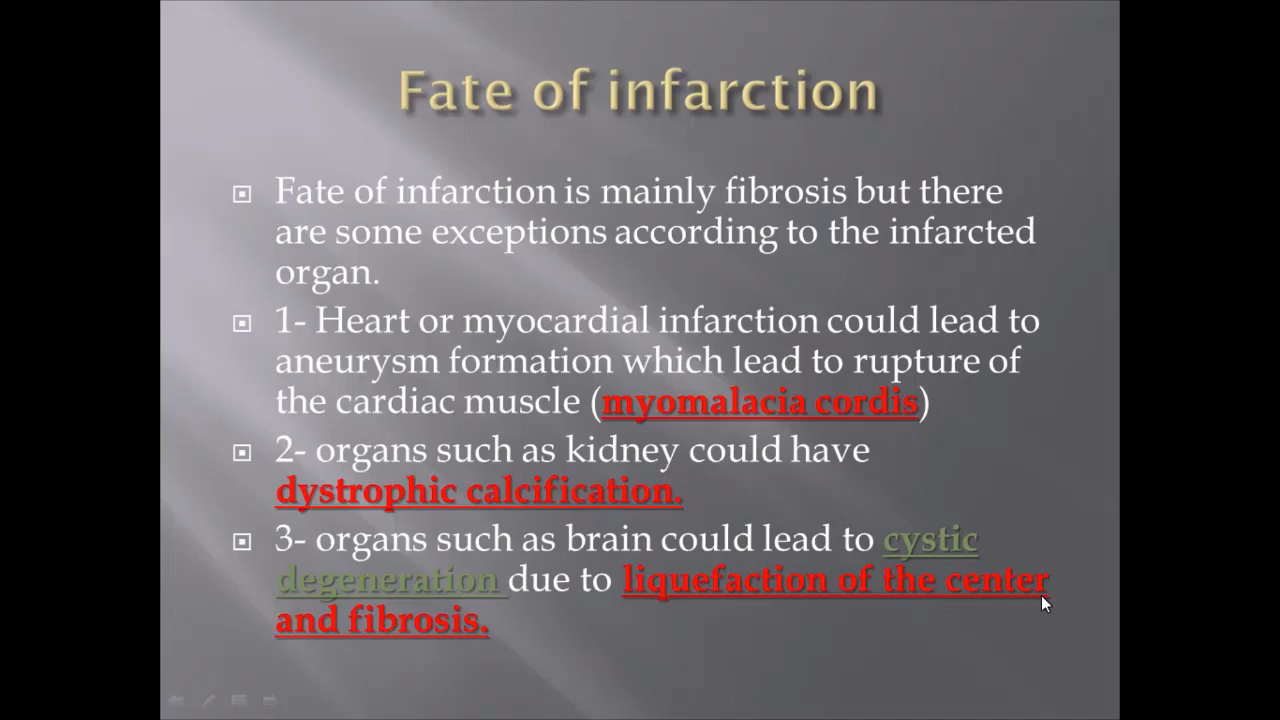 Fate of infarction
Fate of infarction is mainly fibrosis but there
are some exceptions according to the infarcted
organ.
1- Heart or myocardial infarction could lead to
aneurysm formation which lead to rupture of
the cardiac muscle (myomalacia cordis)
2- organs such as kidney could have
dystrophic calcification.
3- organs such as brain could lead to cystic
degeneration due to liquefaction of the center
and fibrosis.